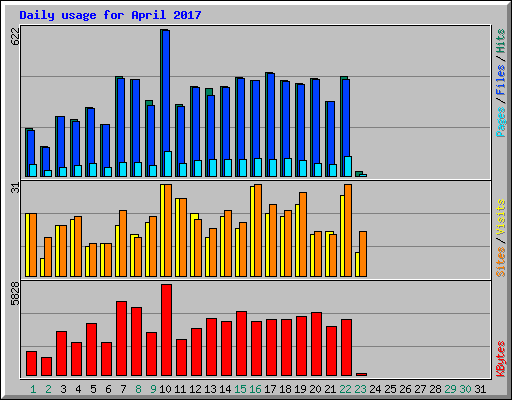 Daily usage for April 2017
622
Pages / Files / Hits
31
Sites / Visits
5828
KBytes
1 2 3 4 5 6 7 8 9 10 11 12 13 14 15 16 17 18 19 20 21 22 23 24 25 26 27 28 29 30 31